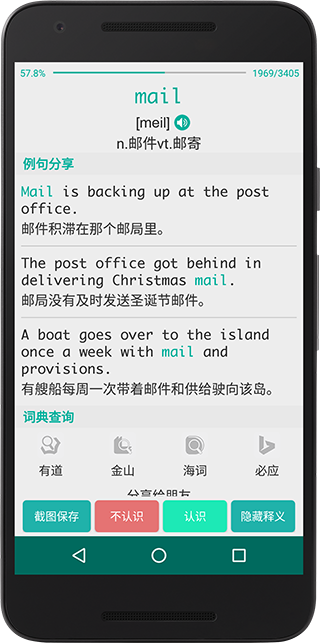 57.8% 1969/3405
mail
[meil]
n.邮件vt.邮寄
例句分享
Mail is backing up at the post
office.
邮件积滞在那个邮局里。
The post office got behind in
delivering Christmas mail.
邮局没有及时发送圣诞节邮件。
A boat goes over to the island
once a week with mail and
provisions.
有艘船每周一次带着邮件和供给驶向该岛。
词典查询
有道 金山 海词 必应
分享给朋友
截图保存 不认识 认识 隐藏释义